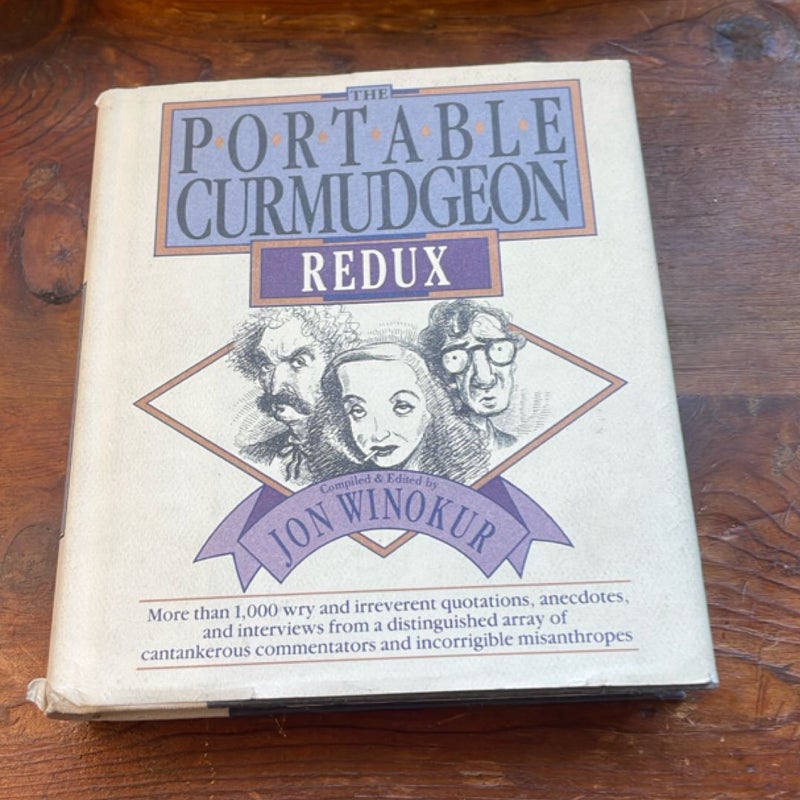 THE
P·O·R·T·A·B·L·E
CURMUDGEON
REDUX
Compiled & Edited by
JON WINOKUR
More than 1,000 wry and irreverent quotations, anecdotes,
and interviews from a distinguished array of
cantankerous commentators and incorrigible misanthropes